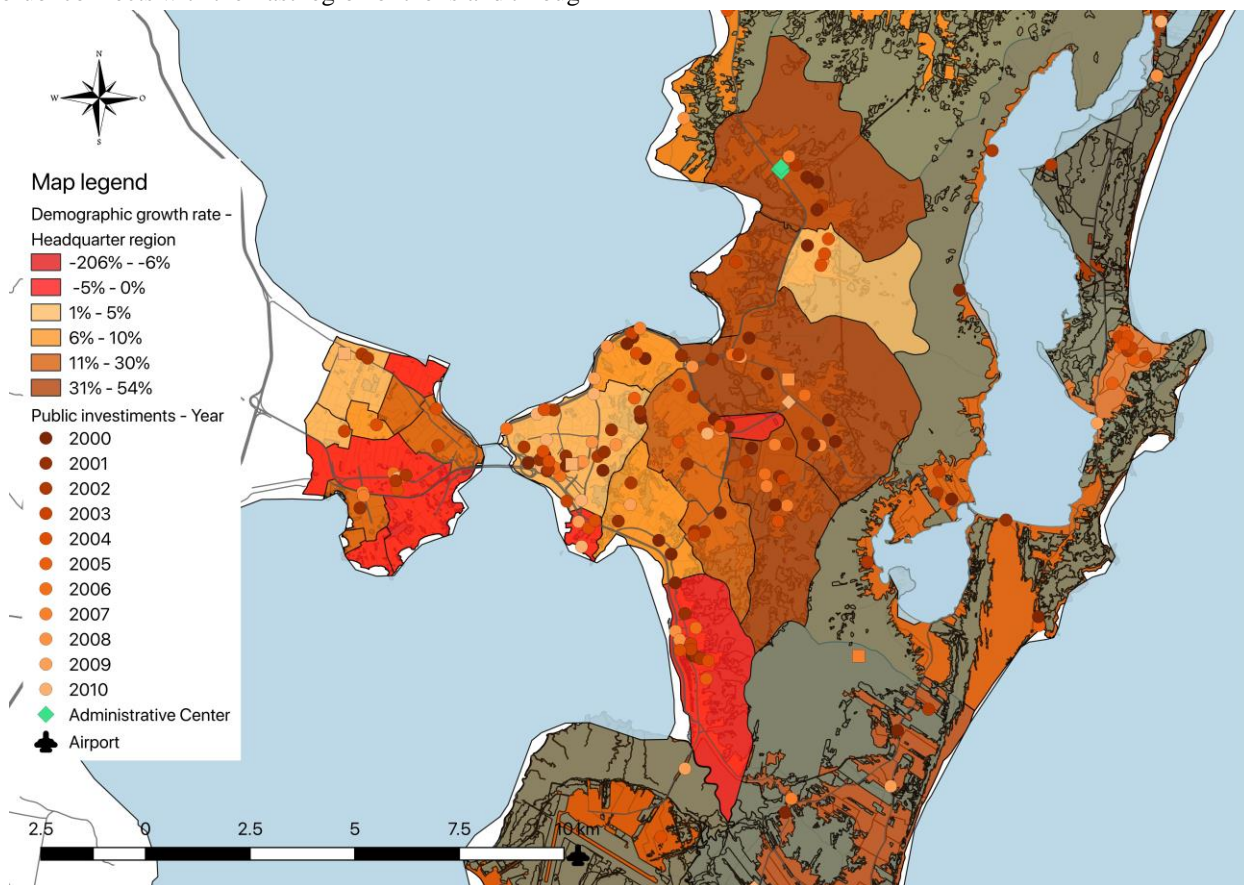 N
W O
S
Map legend
Demographic growth rate -
Headquarter region
-206% - -6%
-5% - 0%
1% - 5%
6% - 10%
11% - 30%
31% - 54%
Public investiments - Year
2000
2001
2002
2003
2004
2005
2006
2007
2008
2009
2010
Administrative Center
Airport
2.5 0 2.5 5 7.5 10 km